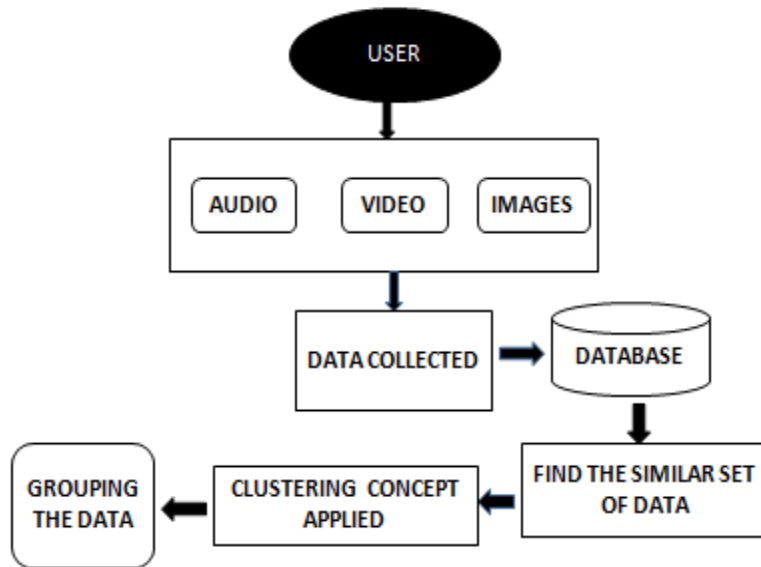 USER
AUDIO
VIDEO
IMAGES
DATA COLLECTED
DATABASE
FIND THE SIMILAR SET
OF DATA
CLUSTERING CONCEPT
APPLIED
GROUPING
THE DATA